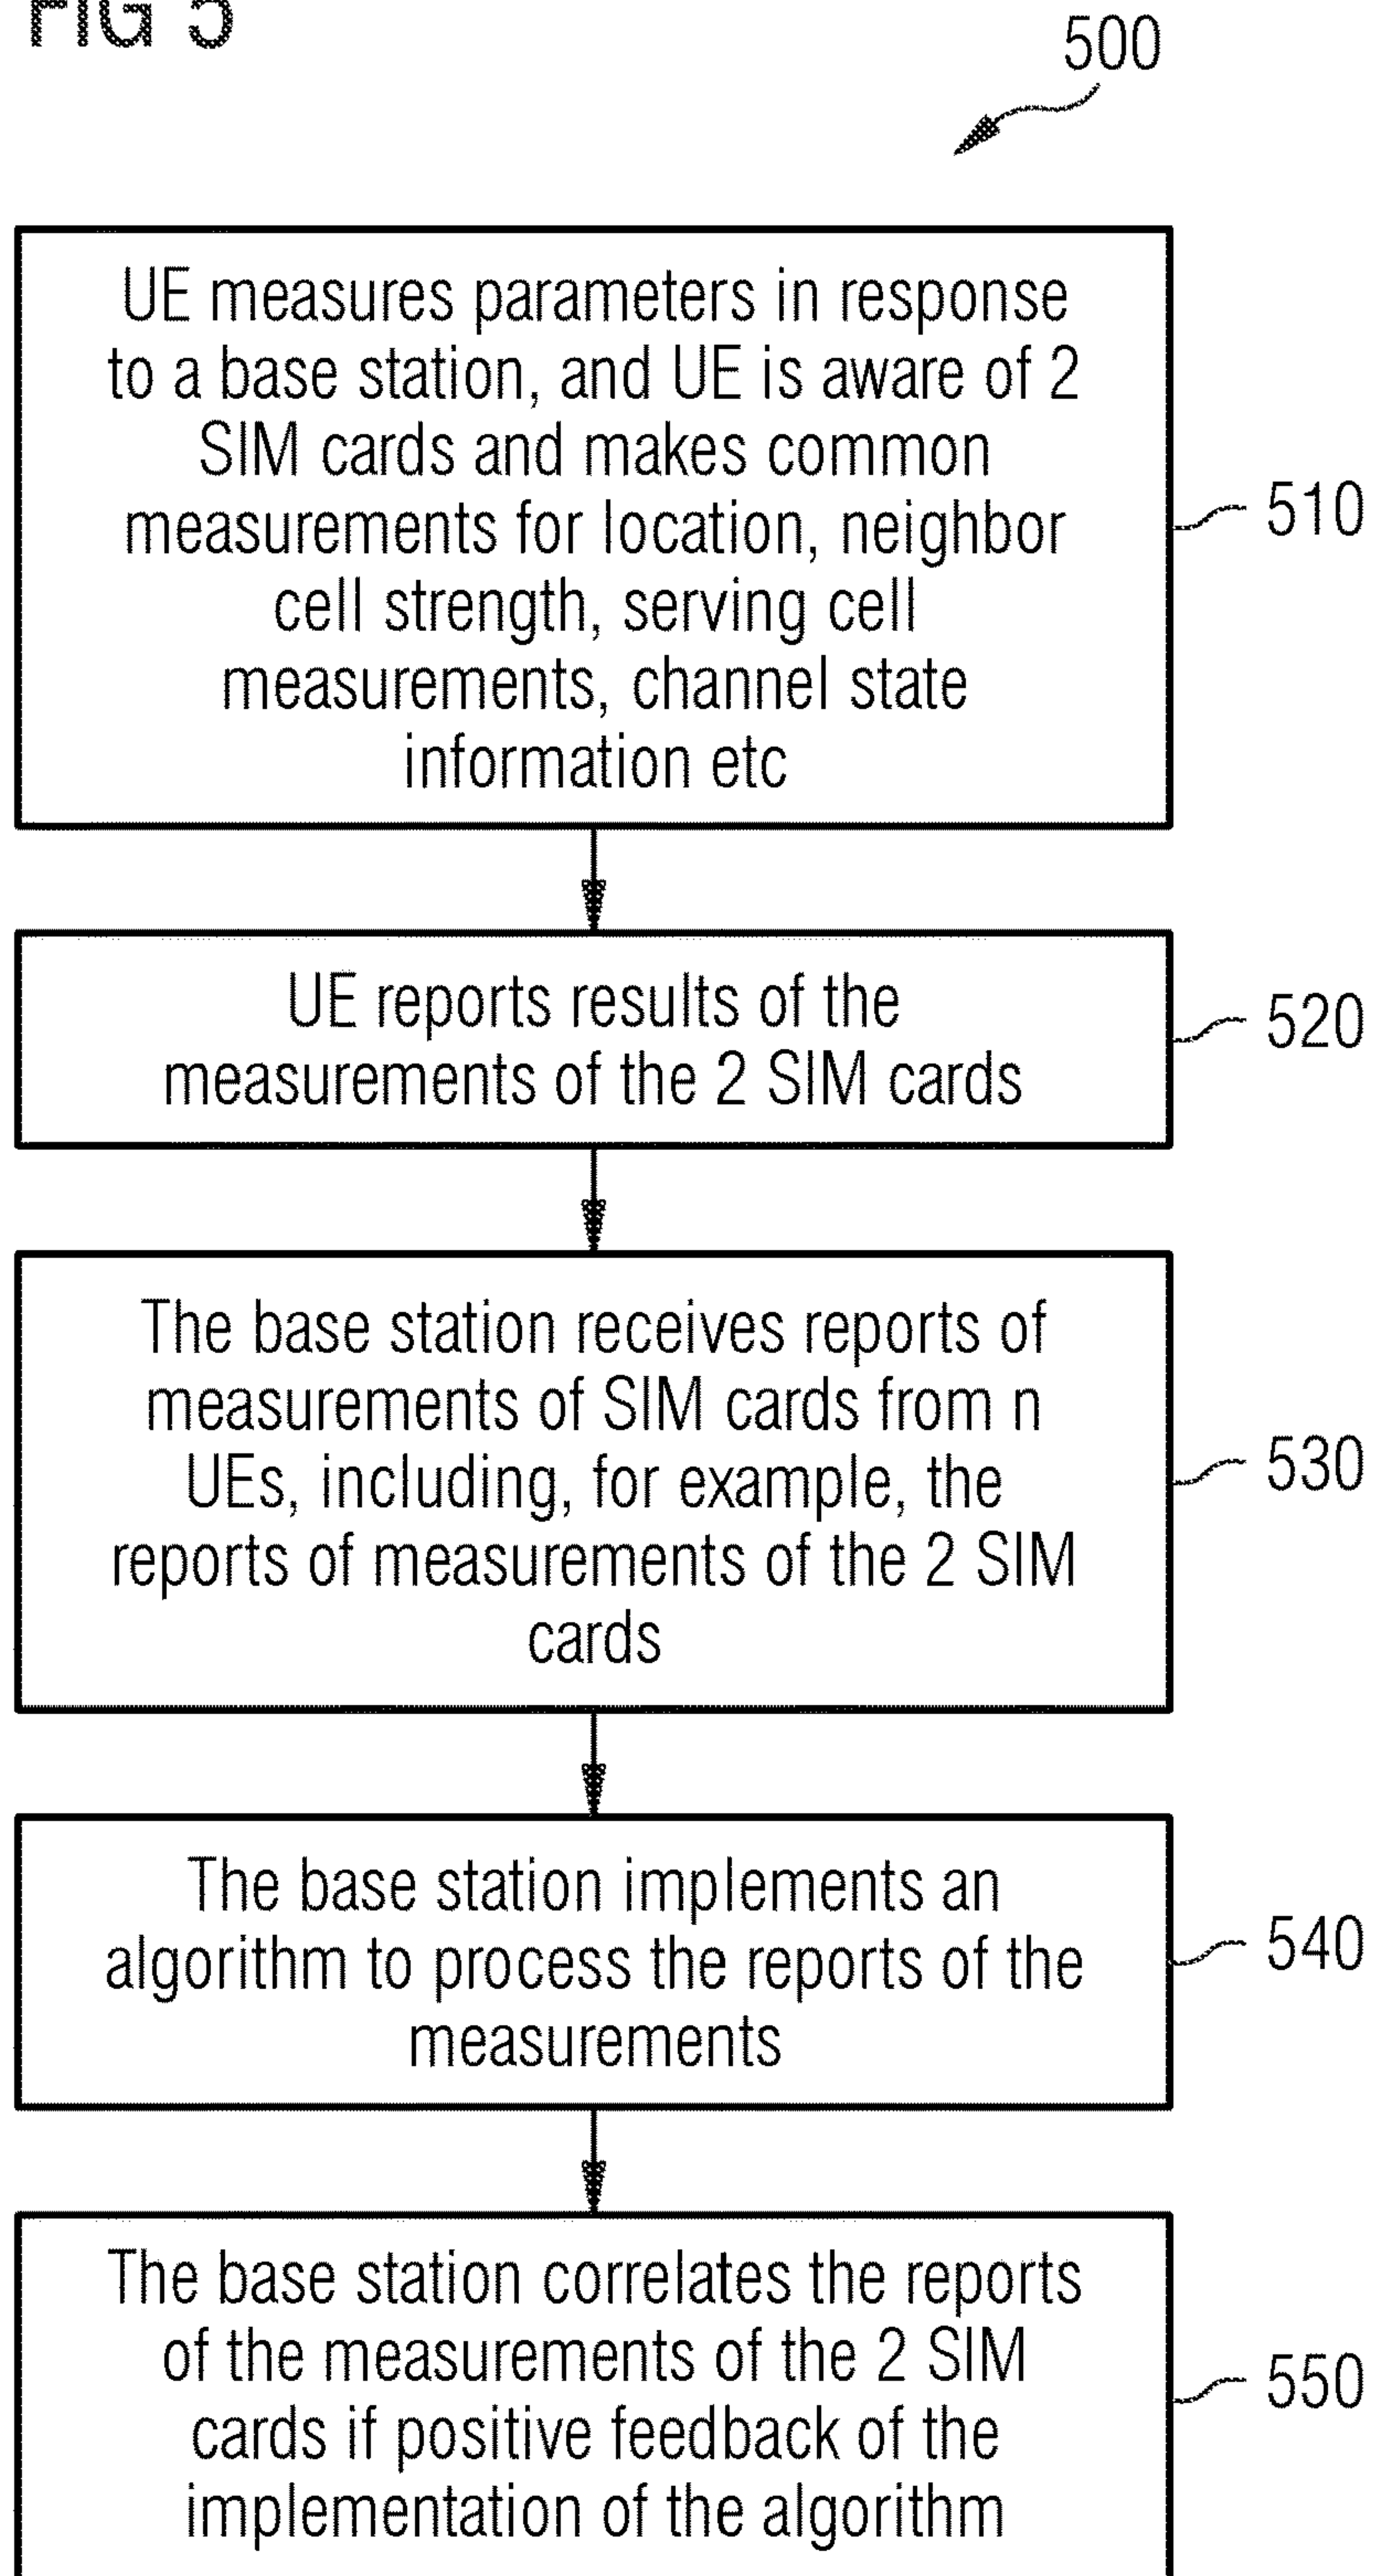 FIG 5
500
UE measures parameters in response
to a base station, and UE is aware of 2
SIM cards and makes common
measurements for location, neighbor
cell strength, serving cell
measurements, channel state
information etc
510
UE reports results of the
measurements of the 2 SIM cards
520
The base station receives reports of
measurements of SIM cards from n
UEs, including, for example, the
reports of measurements of the 2 SIM
cards
530
The base station implements an
algorithm to process the reports of the
measurements
540
The base station correlates the reports
of the measurements of the 2 SIM
cards if positive feedback of the
implementation of the algorithm
550